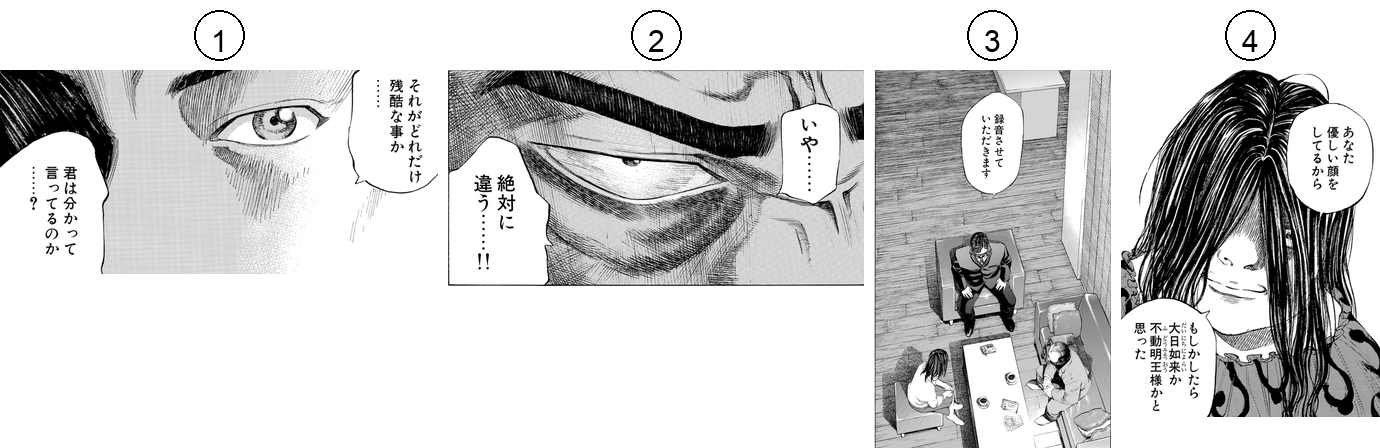 1
それがどれだけ
残酷な事か
……
君は分かって
言ってるのか
……？
2
いや……
絶対に
違う……!!
3
録音させて
いただきます
4
あなた
優しい顔を
してるから
もしかしたら
大日如来か
不動明王様かと
思った